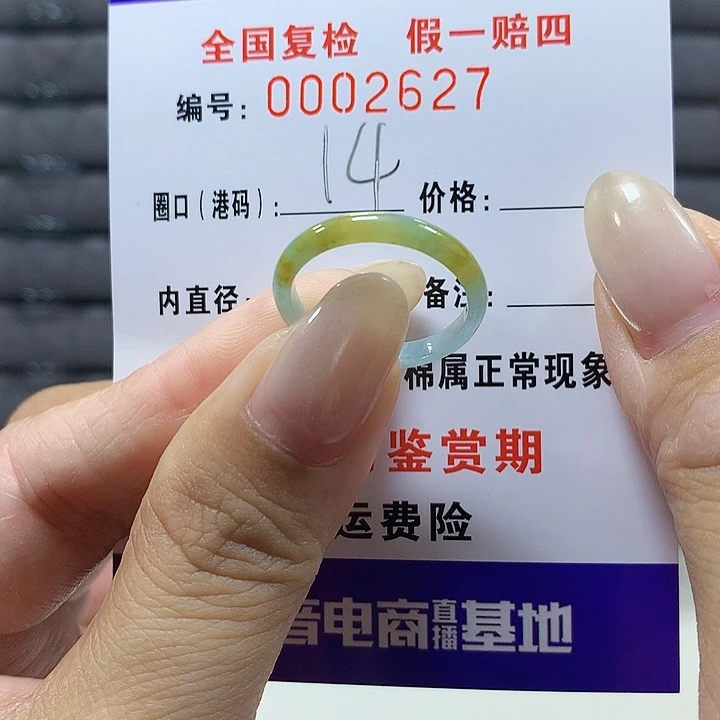 全国复检 假一赔四
编号: 0002627
圈口(港码): 14 价格:
内直径 备注:
棉属正常现象
鉴赏期
运费险
音电商直播基地